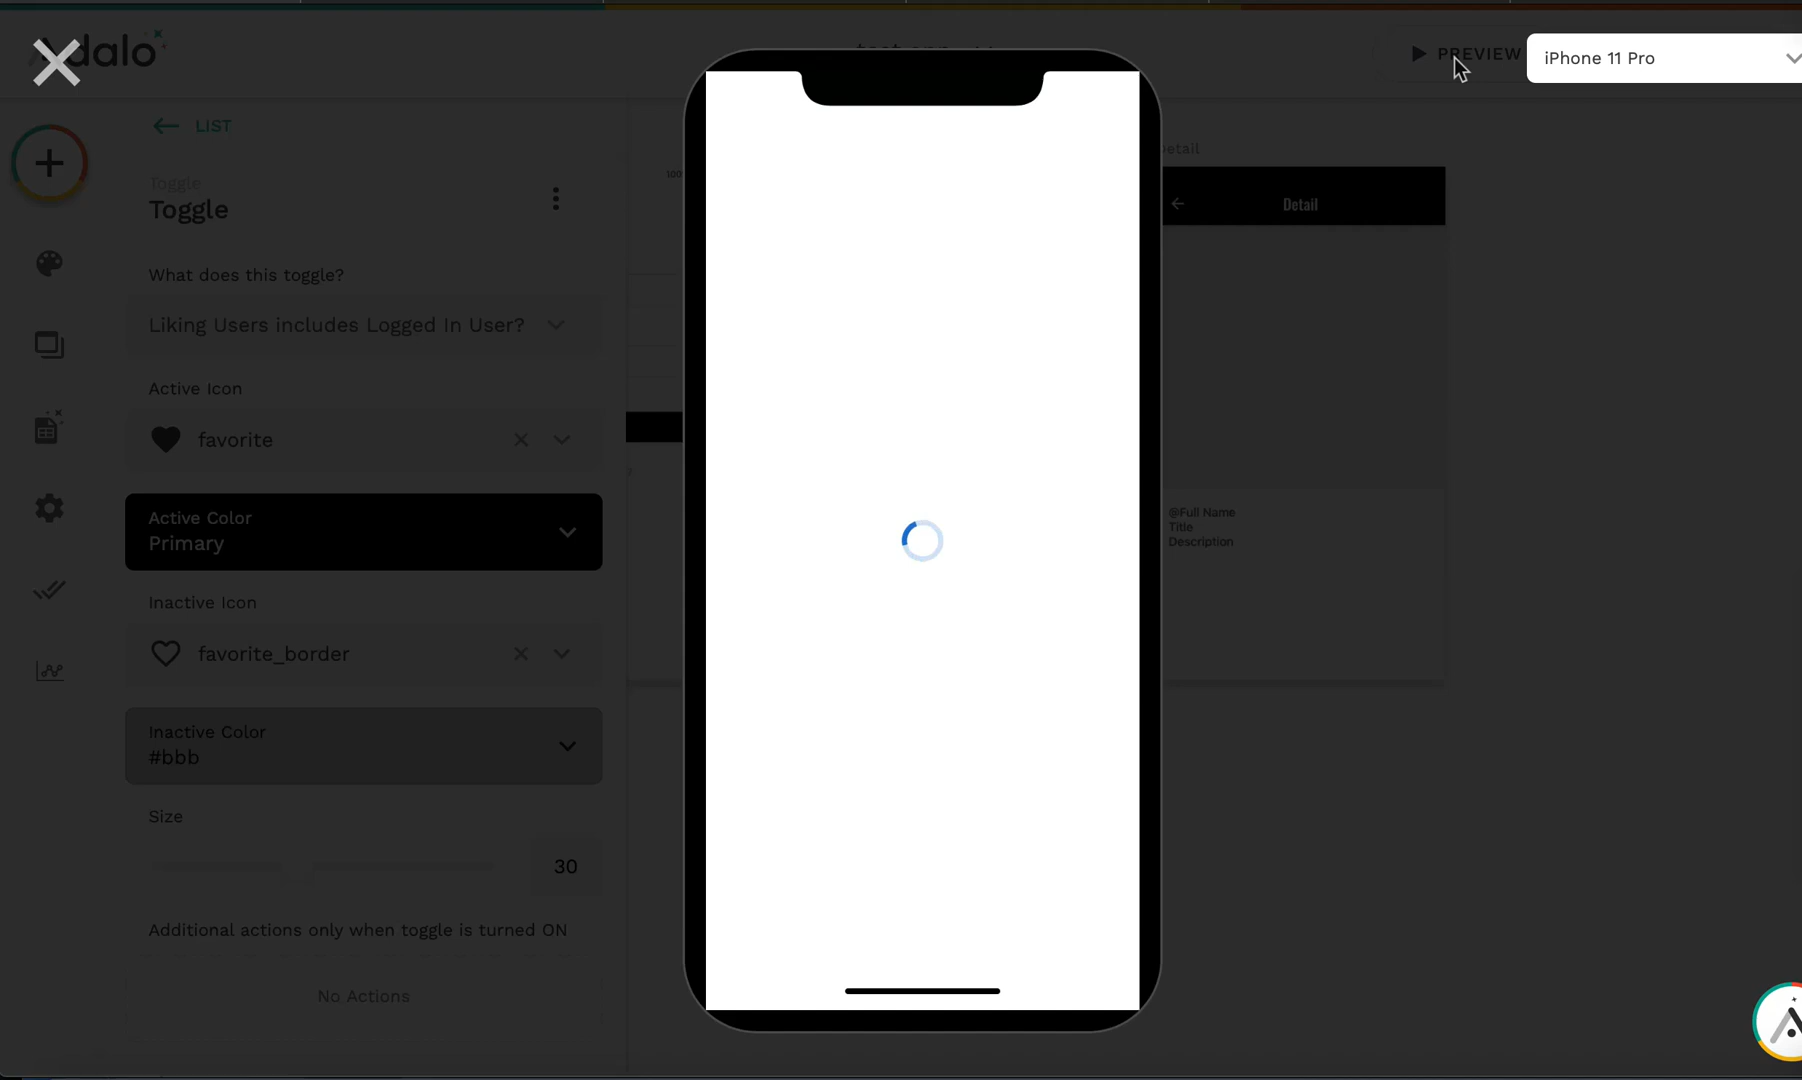 Adalo
PREVIEW
iPhone 11 Pro
LIST
Toggle
Toggle
What does this toggle?
Liking Users includes Logged In User?
Active Icon
favorite
Active Color
Primary
Inactive Icon
favorite_border
Inactive Color
#bbb
Size
30
Additional actions only when toggle is turned ON
No Actions
100
Detail
Detail
@Full Name
Title
Description